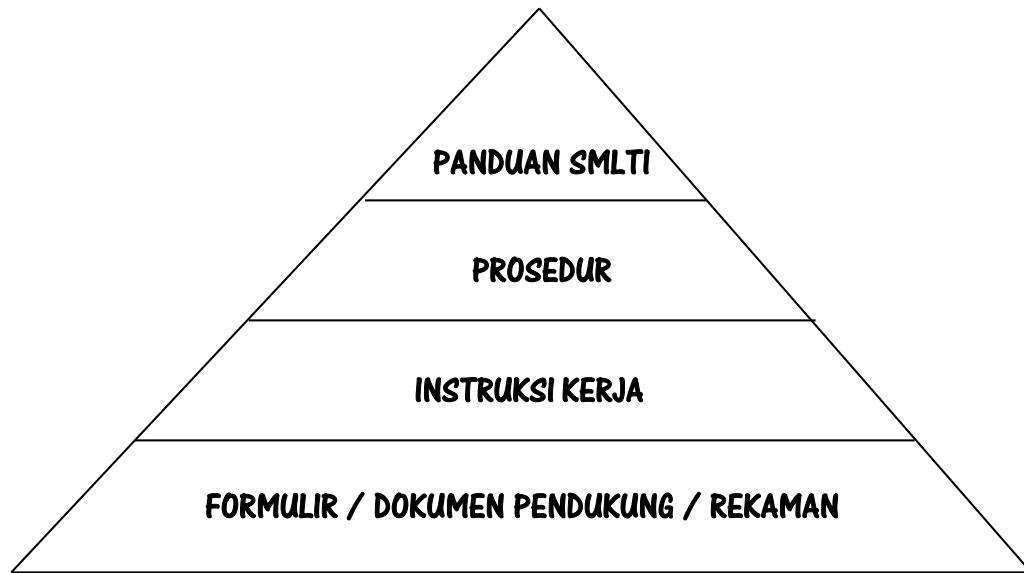 PANDUAN SMLTI
PROSEDUR
INSTRUKSI KERJA
FORMULIR / DOKUMEN PENDUKUNG / REKAMAN